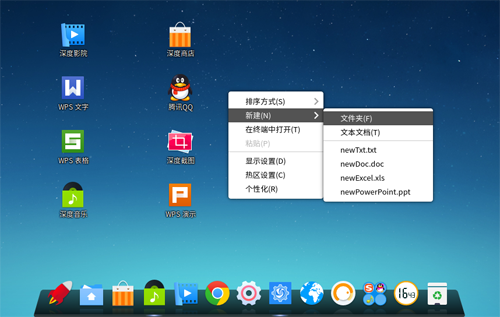 深度影院
深度商店
WPS 文字
腾讯QQ
WPS 表格
深度截图
深度音乐
WPS 演示
排序方式(S)
新建(N)
在终端中打开(T)
粘贴(P)
显示设置(D)
热区设置(C)
个性化(R)
文件夹(F)
文本文档(T)
newTxt.txt
newDoc.doc
newExcel.xls
newPowerPoint.ppt